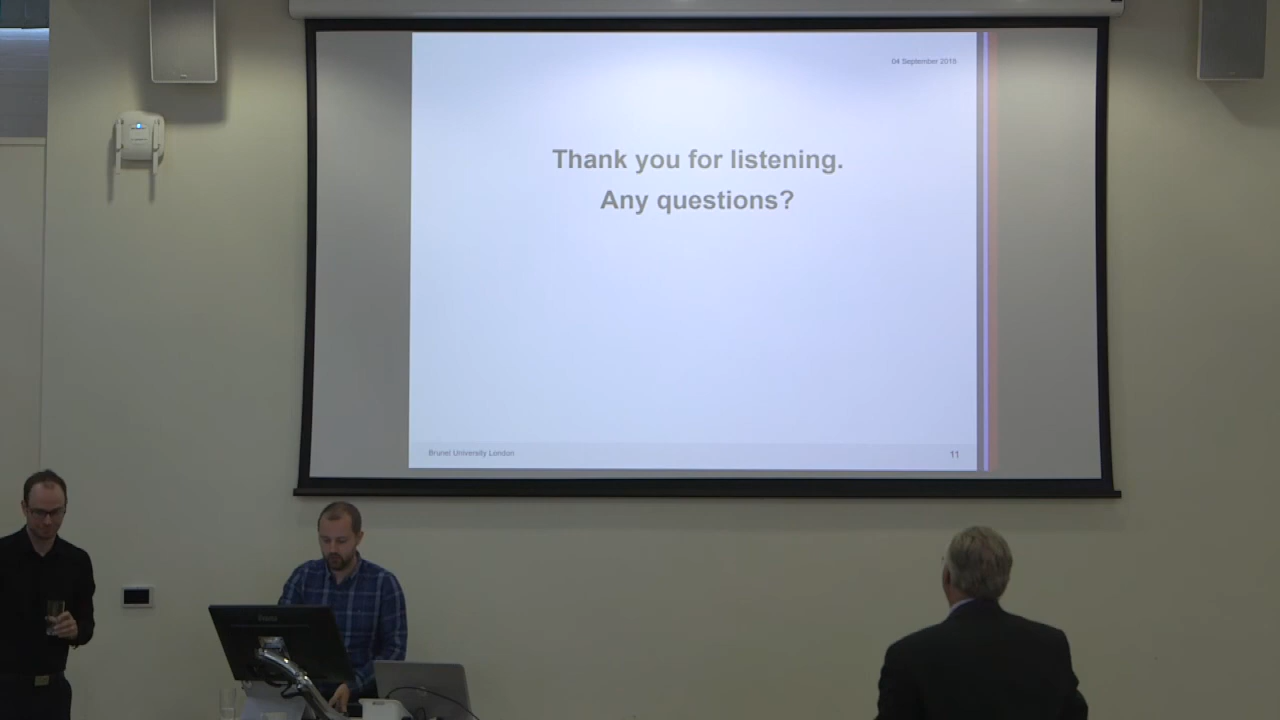 04 September 2018
Thank you for listening.
Any questions?
Brunel University London
11